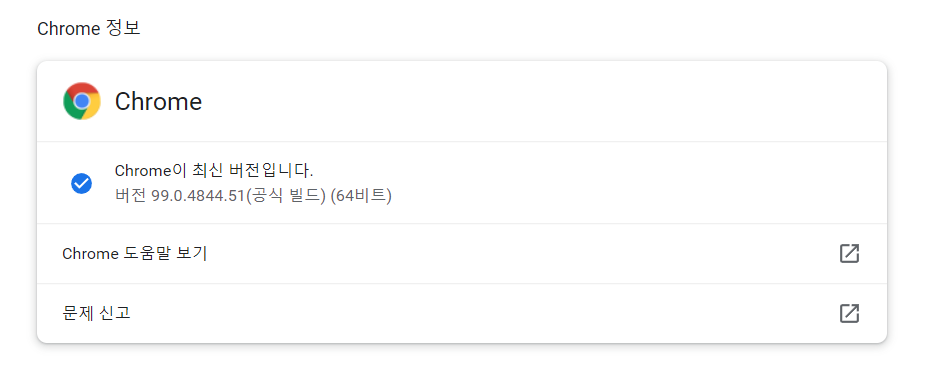 Chrome 정보
Chrome
Chrome이 최신 버전입니다.
버전 99.0.4844.51(공식 빌드) (64비트)
Chrome 도움말 보기
문제 신고